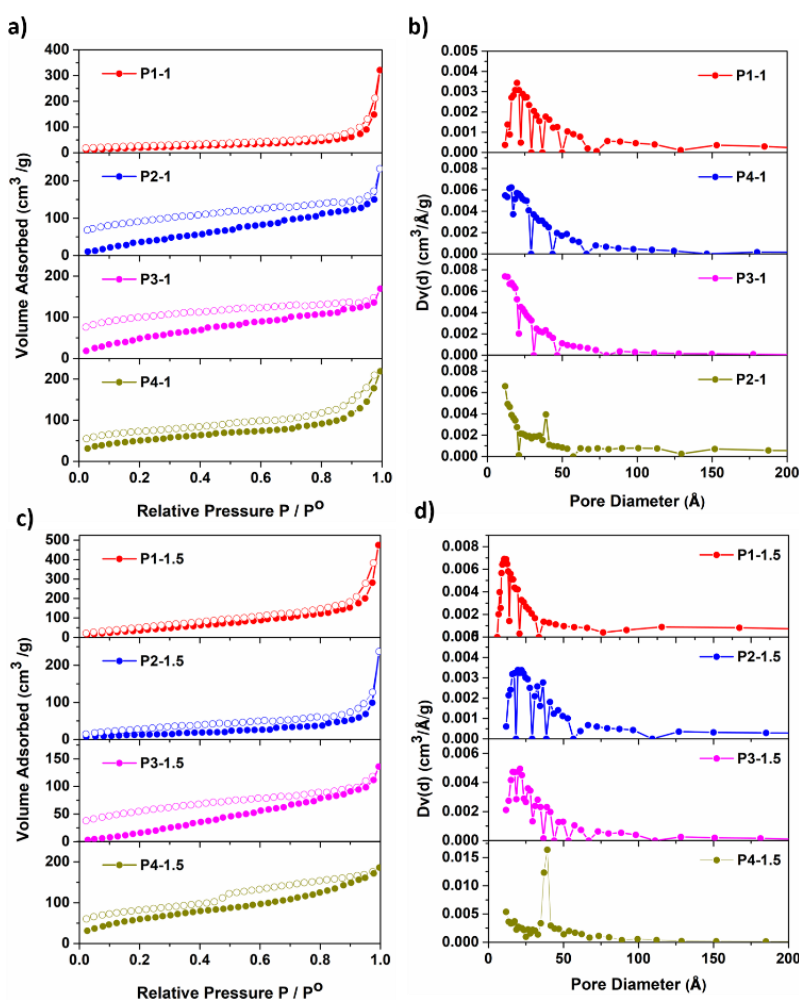 a)
400
300
200
100
0
P1-1
200
100
0
P2-1
200
100
0
P3-1
200
100
0
P4-1
0.0 0.2 0.4 0.6 0.8 1.0
Volume Adsorbed (cm³/g)
Relative Pressure P / Pᴼ
b)
0.005
0.004
0.003
0.002
0.001
0.000
P1-1
0.008
0.006
0.004
0.002
0.000
P4-1
0.008
0.006
0.004
0.002
0.000
P3-1
0.008
0.006
0.004
0.002
0.000
P2-1
0 25 50 75 100 125 150 175 200
Dv(d) (cm³/Å/g)
Pore Diameter (Å)
c)
500
400
300
200
100
0
P1-1.5
200
100
0
P2-1.5
150
100
50
0
P3-1.5
200
100
0
P4-1.5
0.0 0.2 0.4 0.6 0.8 1.0
Volume Adsorbed (cm³/g)
Relative Pressure P / Pᴼ
d)
0.008
0.006
0.004
0.002
P1-1.5
0.004
0.003
0.002
0.001
0.000
P2-1.5
0.006
0.004
0.002
0.000
P3-1.5
0.015
0.010
0.005
0.000
P4-1.5
0 25 50 75 100 125 150 175 200
Dv(d) (cm³/Å/g)
Pore Diameter (Å)